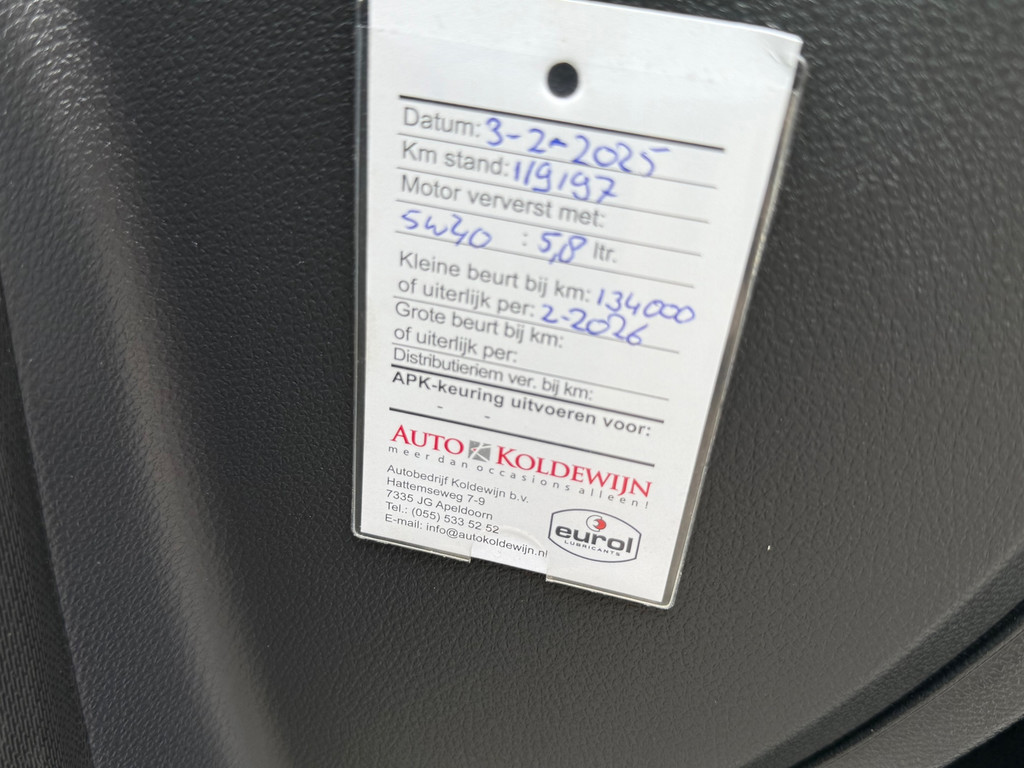 Datum: 3-2-2025
Km stand: 119197
Motor ververst met:
5w40 : 5,8 ltr.
Kleine beurt bij km: 134000
of uiterlijk per: 2-2026
Grote beurt bij km:
of uiterlijk per:
Distributieriem ver. bij km:
APK-keuring uitvoeren voor:
- -
AUTO KOLDEWIJN
meer dan occasions alleen!
Autobedrijf Koldewijn b.v.
Hattemseweg 7-9
7335 JG Apeldoorn
Tel.: (055) 533 52 52
E-mail: info@autokoldewijn.nl
eurol
LUBRICANTS